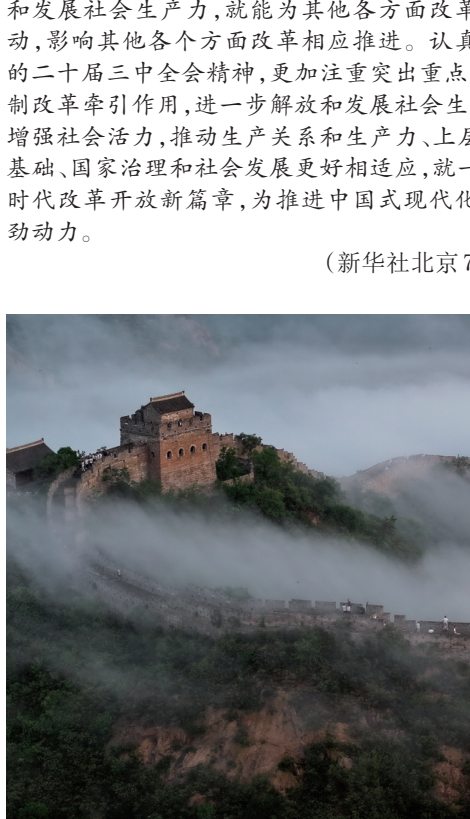 和发展社会生产力,就能为其他各方面改革
动,影响其他各个方面改革相应推进。认真
的二十届三中全会精神,更加注重突出重点
制改革牵引作用,进一步解放和发展社会生
增强社会活力,推动生产关系和生产力、上层
基础、国家治理和社会发展更好相适应,就一
时代改革开放新篇章,为推进中国式现代化
劲动力。
(新华社北京7